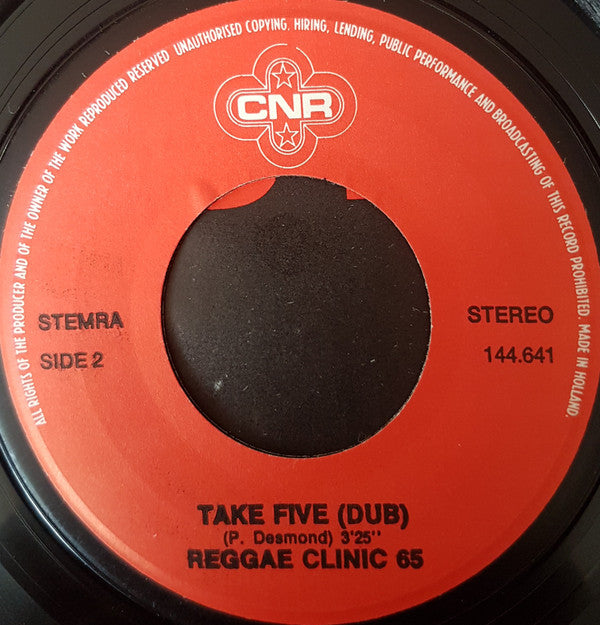 ALL RIGHTS OF THE PRODUCER AND OF THE OWNER OF THE WORK REPRODUCED RESERVED UNAUTHORISED COPYING, HIRING, LENDING, PUBLIC PERFORMANCE AND BROADCASTING OF THIS RECORD PROHIBITED. MADE IN HOLLAND.
CNR
STEMRA
STEREO
SIDE 2
144.641
TAKE FIVE (DUB)
(P. Desmond) 3'25''
REGGAE CLINIC 65